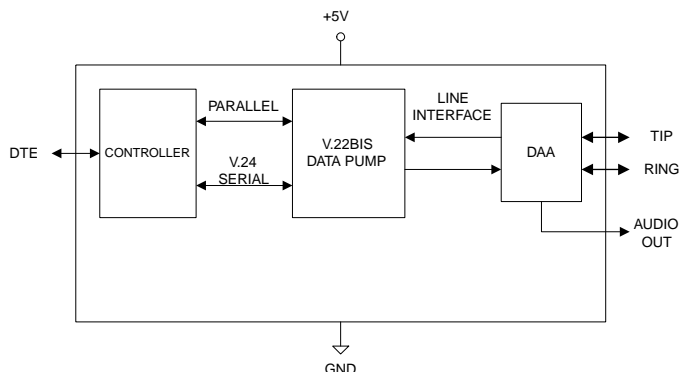 +5V
PARALLEL
LINE
INTERFACE
V.22BIS
DATA PUMP
DTE
CONTROLLER
V.24
SERIAL
DAA
TIP
RING
AUDIO
OUT
GND